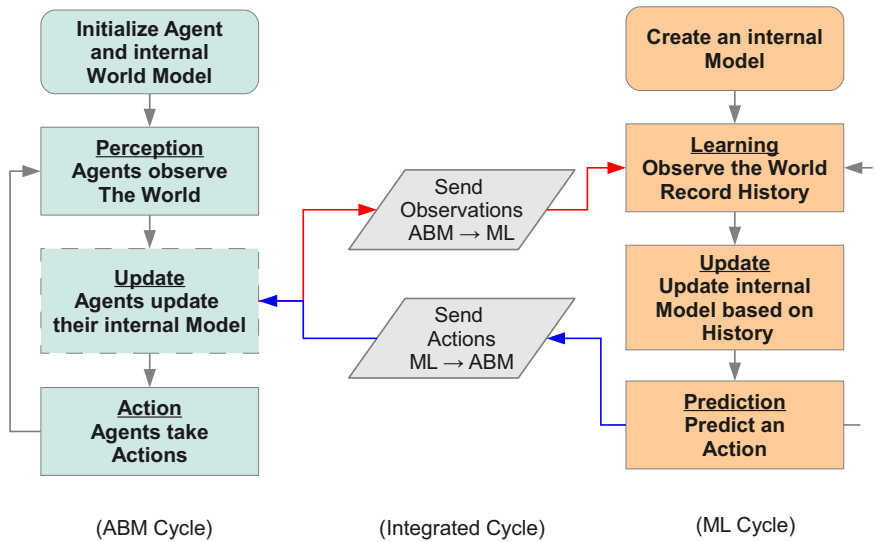 Initialize Agent
and internal
World Model
Perception
Agents observe
The World
Update
Agents update
their internal Model
Action
Agents take
Actions
(ABM Cycle)
Send
Observations
ABM → ML
Send
Actions
ML → ABM
(Integrated Cycle)
Create an internal
Model
Learning
Observe the World
Record History
Update
Update internal
Model based on
History
Prediction
Predict an
Action
(ML Cycle)